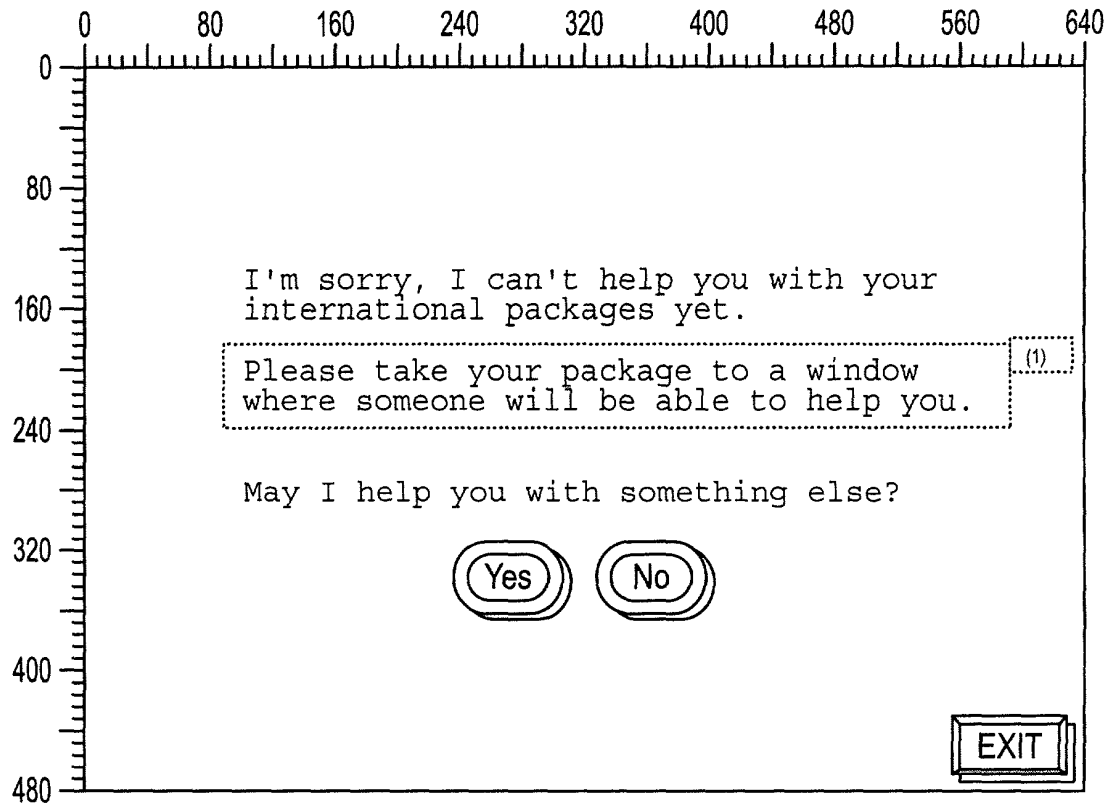 0 80 160 240 320 400 480 560 640
0
80
I'm sorry, I can't help you with your
160
international packages yet.
(1)
Please take your package to a window
where someone will be able to help you.
240
May I help you with something else?
320
Yes No
400
EXIT
480